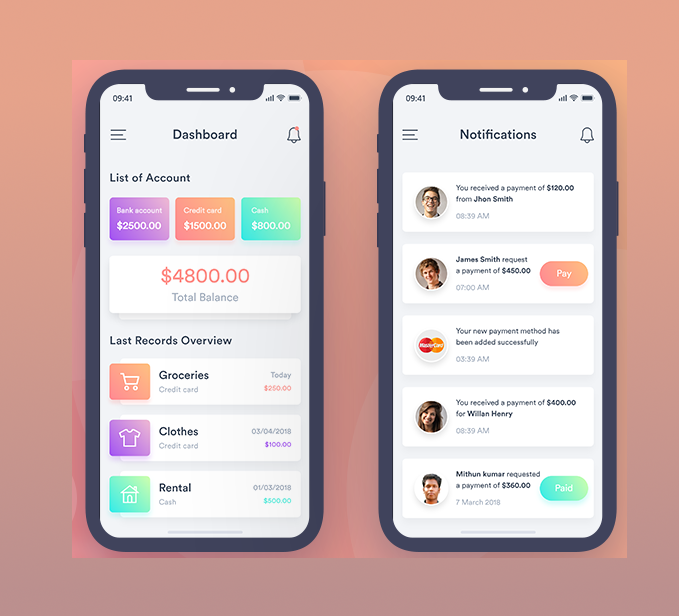 09:41
Dashboard
List of Account
Bank account
$2500.00
Credit card
$1500.00
Cash
$800.00
$4800.00
Total Balance
Last Records Overview
Groceries
Today
Credit card
$250.00
Clothes
03/04/2018
Credit card
$100.00
Rental
01/03/2018
Cash
$500.00
09:41
Notifications
You received a payment of $120.00
from Jhon Smith
08:39 AM
James Smith request
a payment of $450.00
Pay
07:00 AM
Your new payment method has
been added successfully
MasterCard
03:39 AM
You received a payment of $400.00
for Willan Henry
08:39 AM
Mithun kumar requested
a payment of $360.00
Paid
7 March 2018